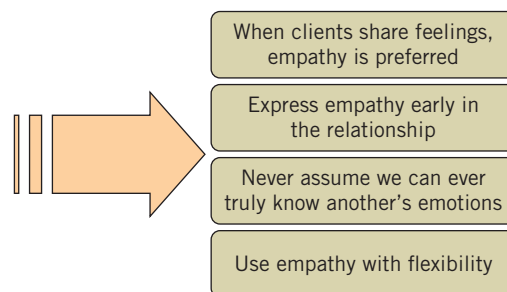 When clients share feelings,
empathy is preferred
Express empathy early in
the relationship
Never assume we can ever
truly know another’s emotions
Use empathy with flexibility